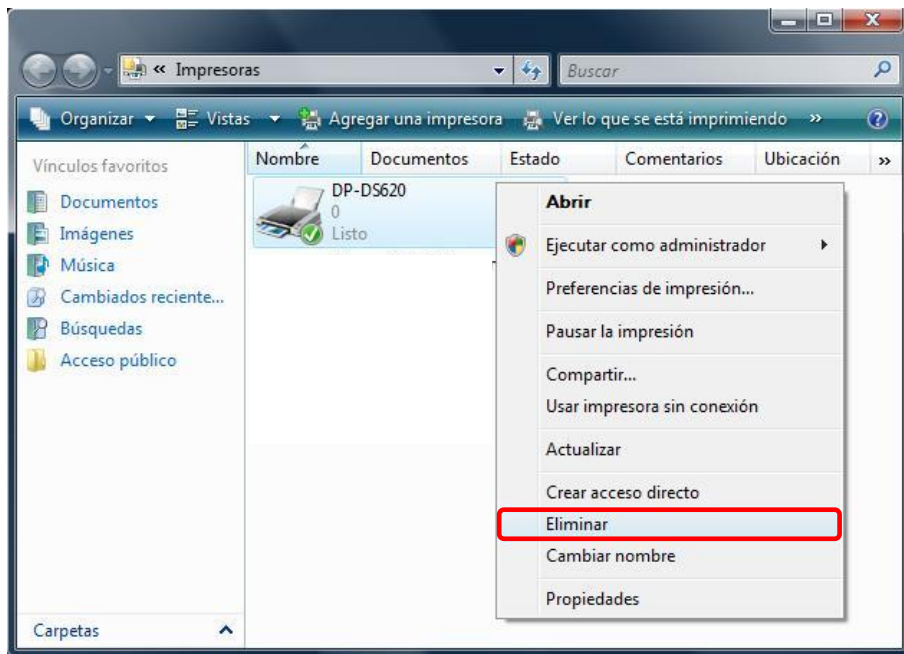 « Impresoras
Buscar
Organizar Vistas Agregar una impresora Ver lo que se está imprimiendo »
Vínculos favoritos
Documentos
Imágenes
Música
Cambiados reciente...
Búsquedas
Acceso público
Carpetas
Nombre Documentos Estado Comentarios Ubicación »
DP-DS620
0
Listo
Abrir
Ejecutar como administrador
Preferencias de impresión...
Pausar la impresión
Compartir...
Usar impresora sin conexión
Actualizar
Crear acceso directo
Eliminar
Cambiar nombre
Propiedades